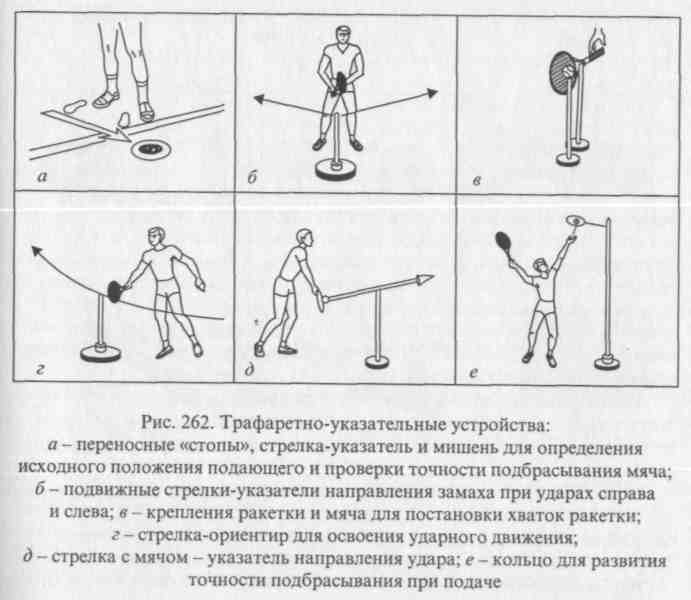 а
б
в
г
д
е
Рис. 262. Трафаретно-указательные устройства:
а – переносные «стопы», стрелка-указатель и мишень для определения
исходного положения подающего и проверки точности подбрасывания мяча;
б – подвижные стрелки-указатели направления замаха при ударах справа
и слева; в – крепления ракетки и мяча для постановки хваток ракетки;
г – стрелка-ориентир для освоения ударного движения;
д – стрелка с мячом – указатель направления удара; е – кольцо для развития
точности подбрасывания при подаче